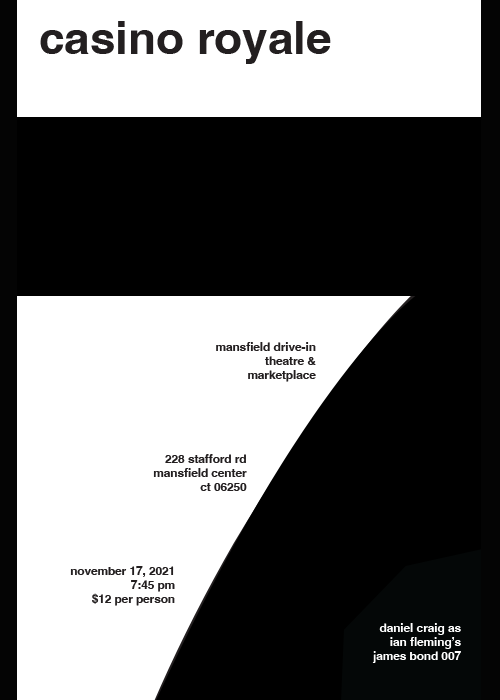 casino royale
mansfield drive-in
theatre &
marketplace
228 stafford rd
mansfield center
ct 06250
november 17, 2021
7:45 pm
$12 per person
daniel craig as
ian fleming's
james bond 007